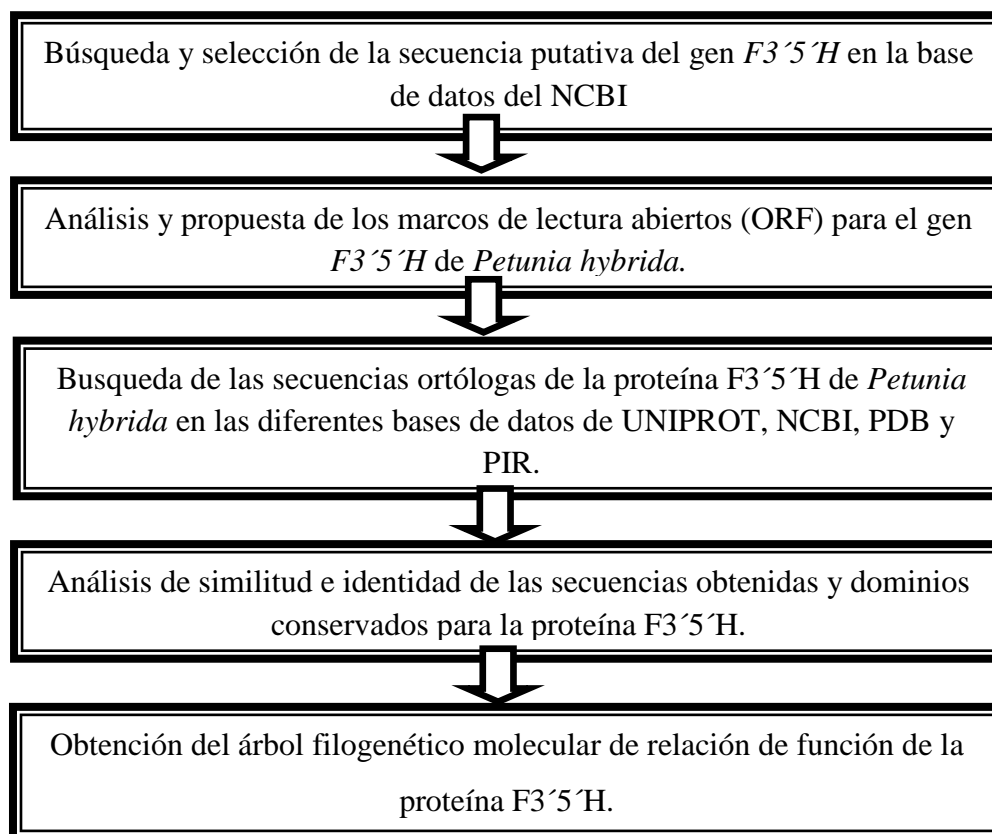 Búsqueda y selección de la secuencia putativa del gen F3´5´H en la base
de datos del NCBI
Análisis y propuesta de los marcos de lectura abiertos (ORF) para el gen
F3´5´H de Petunia hybrida.
Busqueda de las secuencias ortólogas de la proteína F3´5´H de Petunia
hybrida en las diferentes bases de datos de UNIPROT, NCBI, PDB y
PIR.
Análisis de similitud e identidad de las secuencias obtenidas y dominios
conservados para la proteína F3´5´H.
Obtención del árbol filogenético molecular de relación de función de la
proteína F3´5´H.